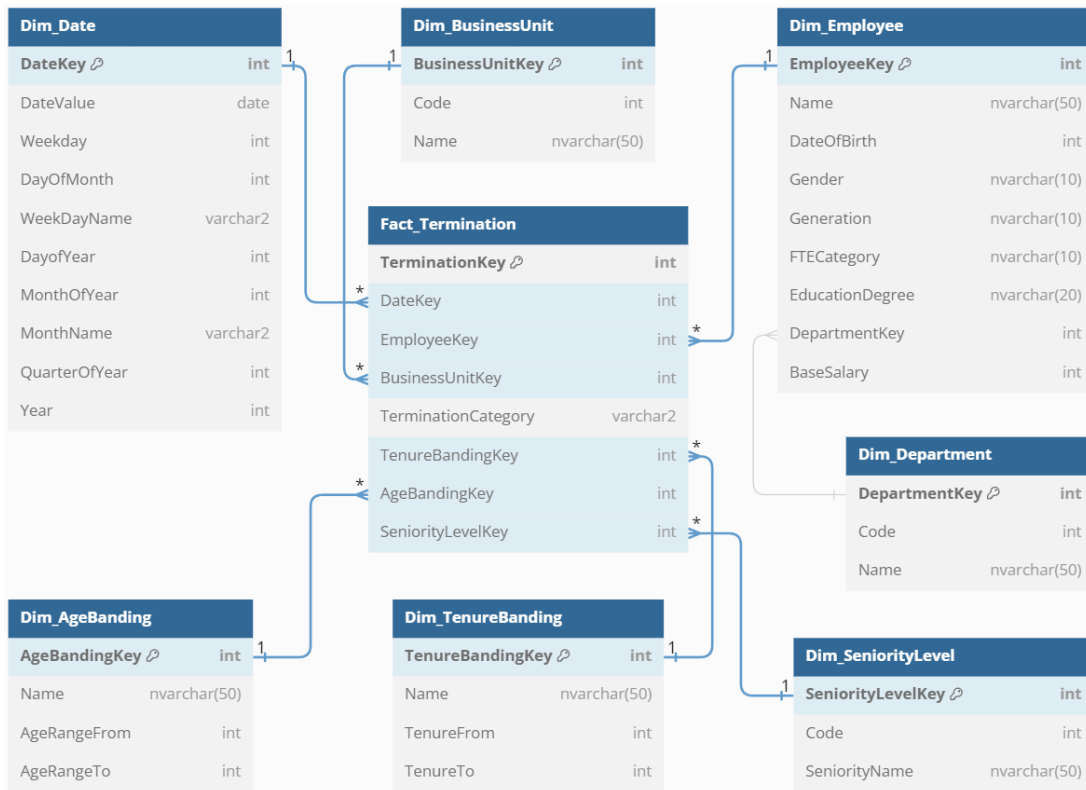 Dim_Date
DateKey int
DateValue date
Weekday int
DayOfMonth int
WeekDayName varchar2
DayofYear int
MonthOfYear int
MonthName varchar2
QuarterOfYear int
Year int
1
Dim_BusinessUnit
1
BusinessUnitKey int
Code int
Name nvarchar(50)
Dim_Employee
1
EmployeeKey int
Name nvarchar(50)
DateOfBirth int
Gender nvarchar(10)
Generation nvarchar(10)
FTECategory nvarchar(10)
EducationDegree nvarchar(20)
DepartmentKey int
BaseSalary int
Fact_Termination
TerminationKey int
* DateKey int
EmployeeKey int *
* BusinessUnitKey int
TerminationCategory varchar2
TenureBandingKey int *
* AgeBandingKey int
SeniorityLevelKey int *
Dim_Department
DepartmentKey int
Code int
Name nvarchar(50)
Dim_AgeBanding
AgeBandingKey int 1
Name nvarchar(50)
AgeRangeFrom int
AgeRangeTo int
Dim_TenureBanding
TenureBandingKey int 1
Name nvarchar(50)
TenureFrom int
TenureTo int
Dim_SeniorityLevel
1 SeniorityLevelKey int
Code int
SeniorityName nvarchar(50)